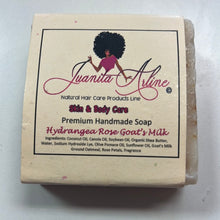 Juanita Arline
©
Natural Hair Care Products Line
Skin & Body Care
Premium Handmade Soap
Hydrangea Rose Goat's Milk
Ingredients: Coconut Oil, Canola Oil, Soybean Oil, Organic Shea Butter,
Water, Sodium Hydroxide Lye, Olive Pomace Oil, Sunflower Oil, Goat's Milk
Ground Oatmeal, Rose Petals, Fragrance